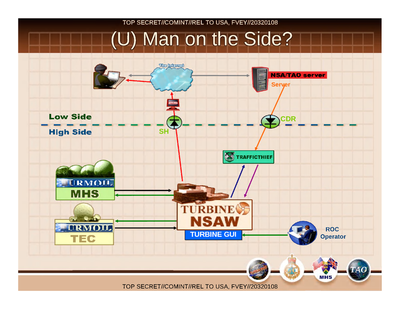 TOP SECRET//COMINT//REL TO USA, FVEY//20320108
(U) Man on the Side?
The Internet
NSA/TAO server
Server
Low Side
High Side
SH
CDR
TRAFFICTHIEF
TURMOIL
MHS
TURBINE
NSAW
TURBINE GUI
TURMOIL
TEC
ROC
Operator
MHS
TAO
TOP SECRET//COMINT//REL TO USA, FVEY//20320108